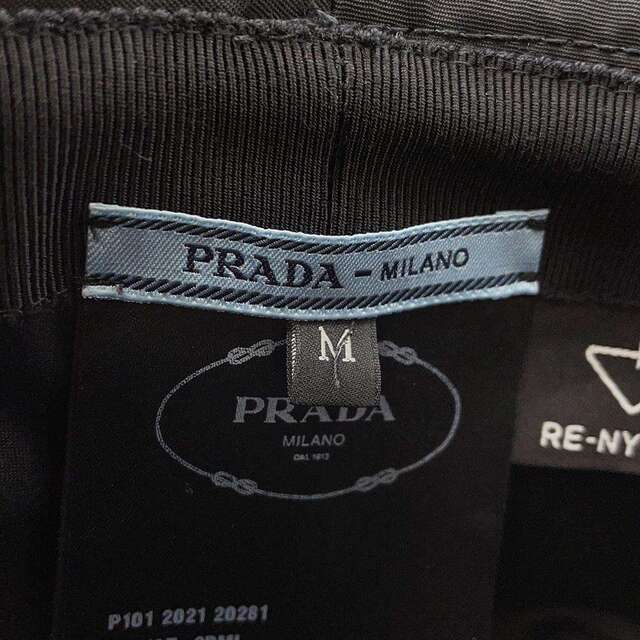 PRADA - MILANO
M
PRADA
MILANO
DAL 1913
RE-NY
P101 2021 20281